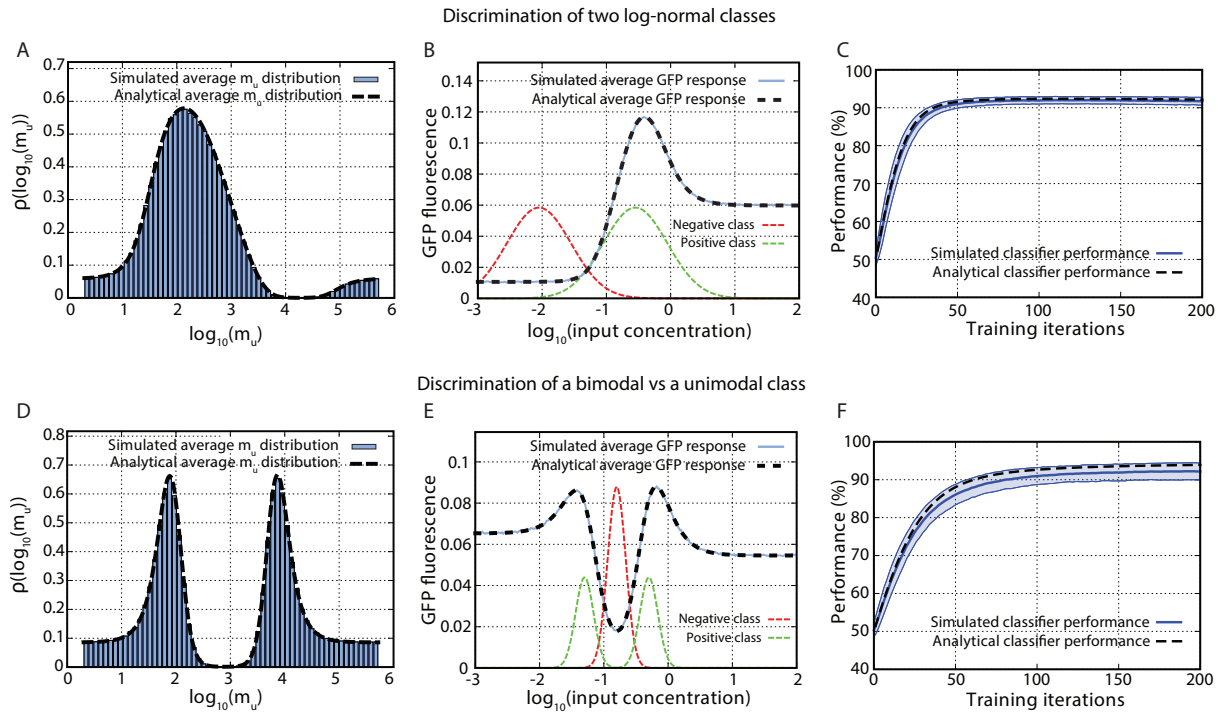 Discrimination of two log-normal classes
A
0.7
0.6
0.5
0.4
0.3
0.2
0.1
0
ρ(log10(mu))
Simulated average mu distribution
Analytical average mu distribution
0 1 2 3 4 5 6
log10(mu)
B
0.14
0.12
0.1
0.08
0.06
0.04
0.02
0
GFP fluorescence
Simulated average GFP response
Analytical average GFP response
Negative class
Positive class
-3 -2 -1 0 1 2
log10(input concentration)
C
100
90
80
70
60
50
40
Performance (%)
Simulated classifier performance
Analytical classifier performance
0 50 100 150 200
Training iterations
Discrimination of a bimodal vs a unimodal class
D
0.8
0.7
0.6
0.5
0.4
0.3
0.2
0.1
0
ρ(log10(mu))
Simulated average mu distribution
Analytical average mu distribution
0 1 2 3 4 5 6
log10(mu)
E
0.1
0.08
0.06
0.04
0.02
0
GFP fluorescence
Simulated average GFP response
Analytical average GFP response
Negative class
Positive class
-3 -2 -1 0 1 2
log10(input concentration)
F
100
90
80
70
60
50
40
Performance (%)
Simulated classifier performance
Analytical classifier performance
0 50 100 150 200
Training iterations